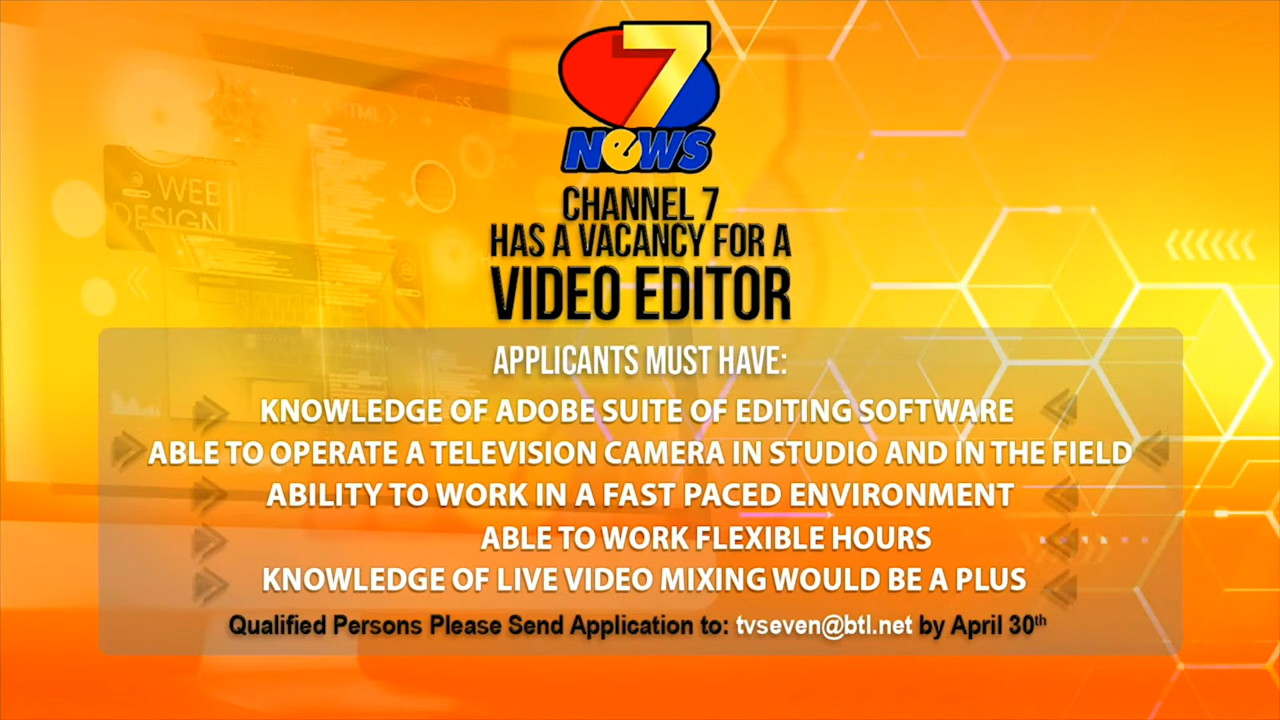 7
NeWS
CHANNEL 7
HAS A VACANCY FOR A
VIDEO EDITOR
WEB
DESIGN
HTML
APPLICANTS MUST HAVE:
KNOWLEDGE OF ADOBE SUITE OF EDITING SOFTWARE
ABLE TO OPERATE A TELEVISION CAMERA IN STUDIO AND IN THE FIELD
ABILITY TO WORK IN A FAST PACED ENVIRONMENT
ABLE TO WORK FLEXIBLE HOURS
KNOWLEDGE OF LIVE VIDEO MIXING WOULD BE A PLUS
Qualified Persons Please Send Application to: tvseven@btl.net by April 30th